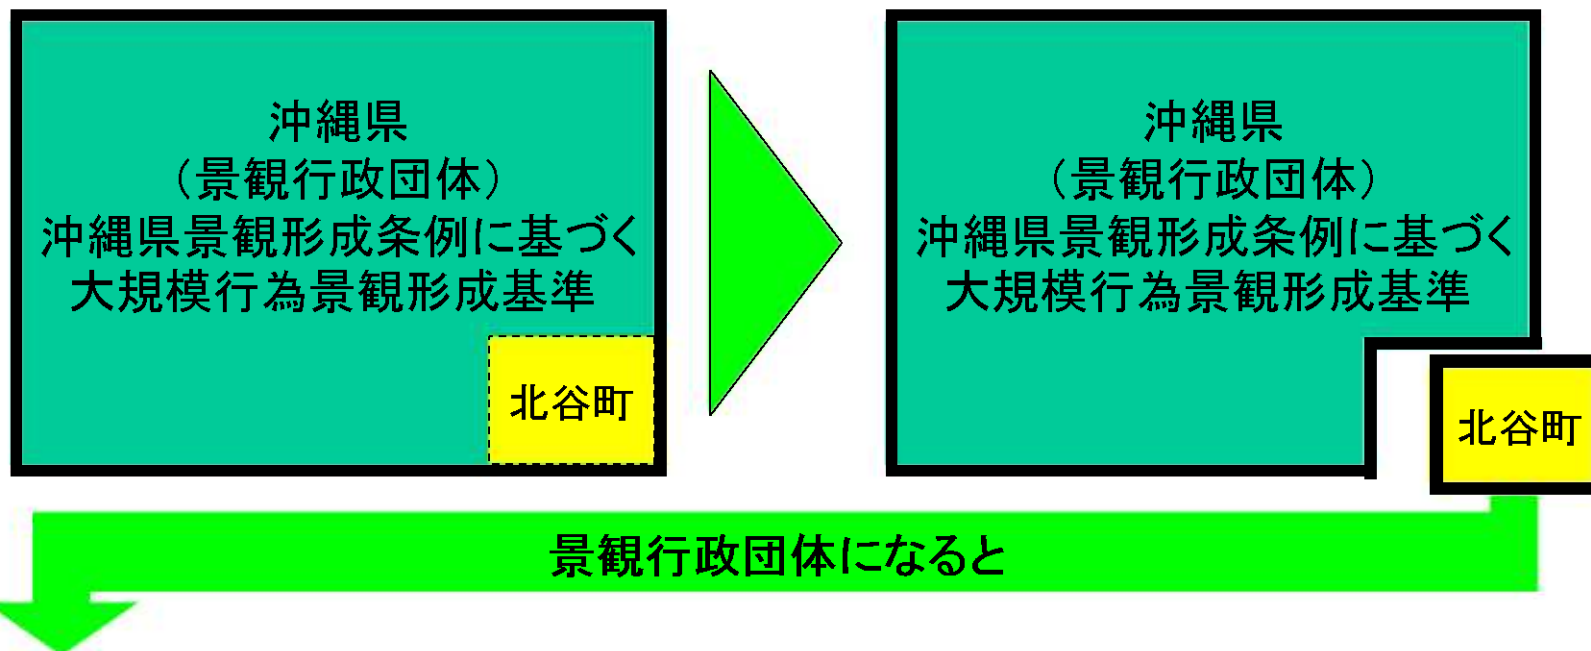 沖縄県
（景観行政団体）
沖縄県景観形成条例に基づく
大規模行為景観形成基準
北谷町
沖縄県
（景観行政団体）
沖縄県景観形成条例に基づく
大規模行為景観形成基準
北谷町
景観行政団体になると